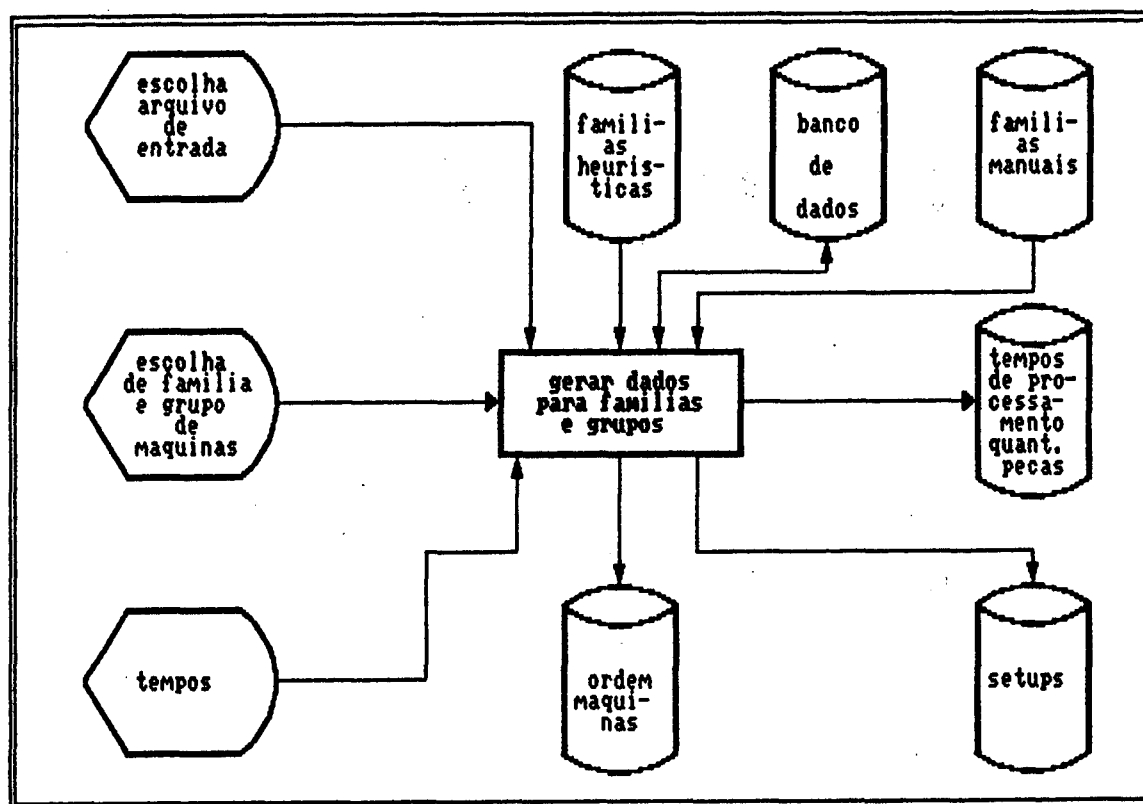 escolha
arquivo
de
entrada
famili-
as
heuris-
ticas
banco
de
dados
famili-
as
manuais
escolha
de familia
e grupo
de
maquinas
gerar dados
para famílias
e grupos
tempos
de pro-
cessa-
mento
quant.
pecas
tempos
ordem
maqui-
nas
setups